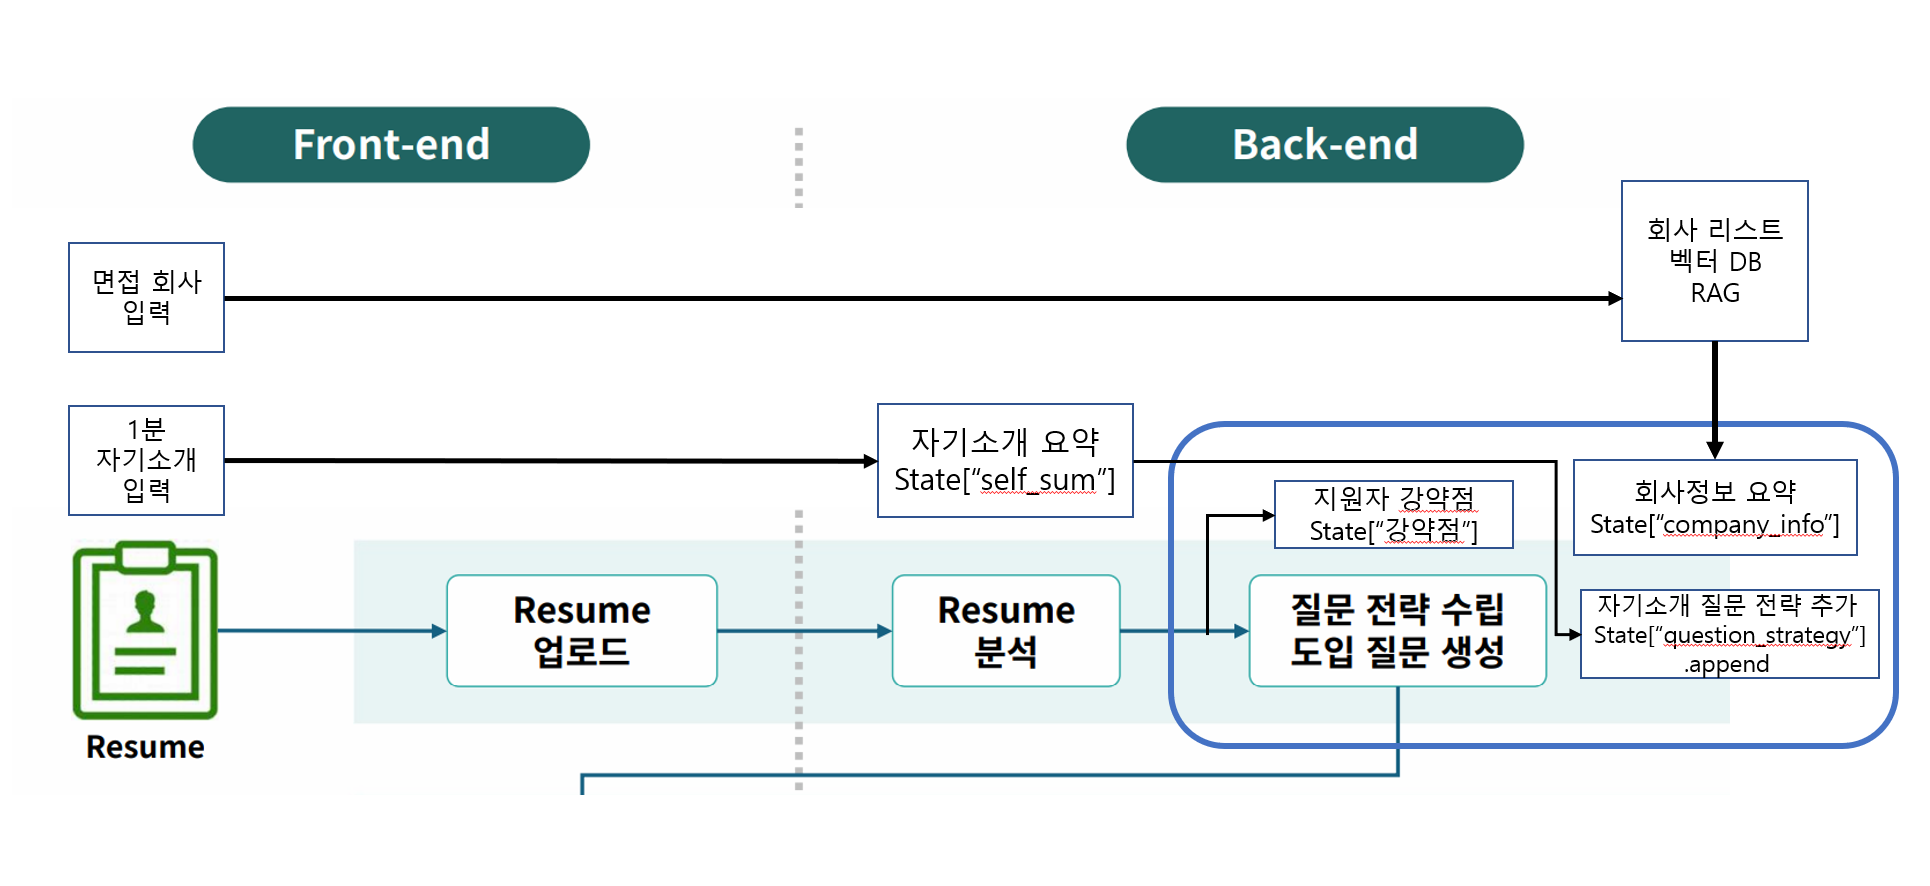 Front-end
Back-end
회사 리스트
벡터 DB
RAG
면접 회사
입력
1분
자기소개
입력
자기소개 요약
State[“self_sum”]
지원자 강약점
State[“강약점”]
회사정보 요약
State[“company_info”]
Resume
업로드
Resume
분석
질문 전략 수립
도입 질문 생성
자기소개 질문 전략 추가
State[“question_strategy”]
.append
Resume